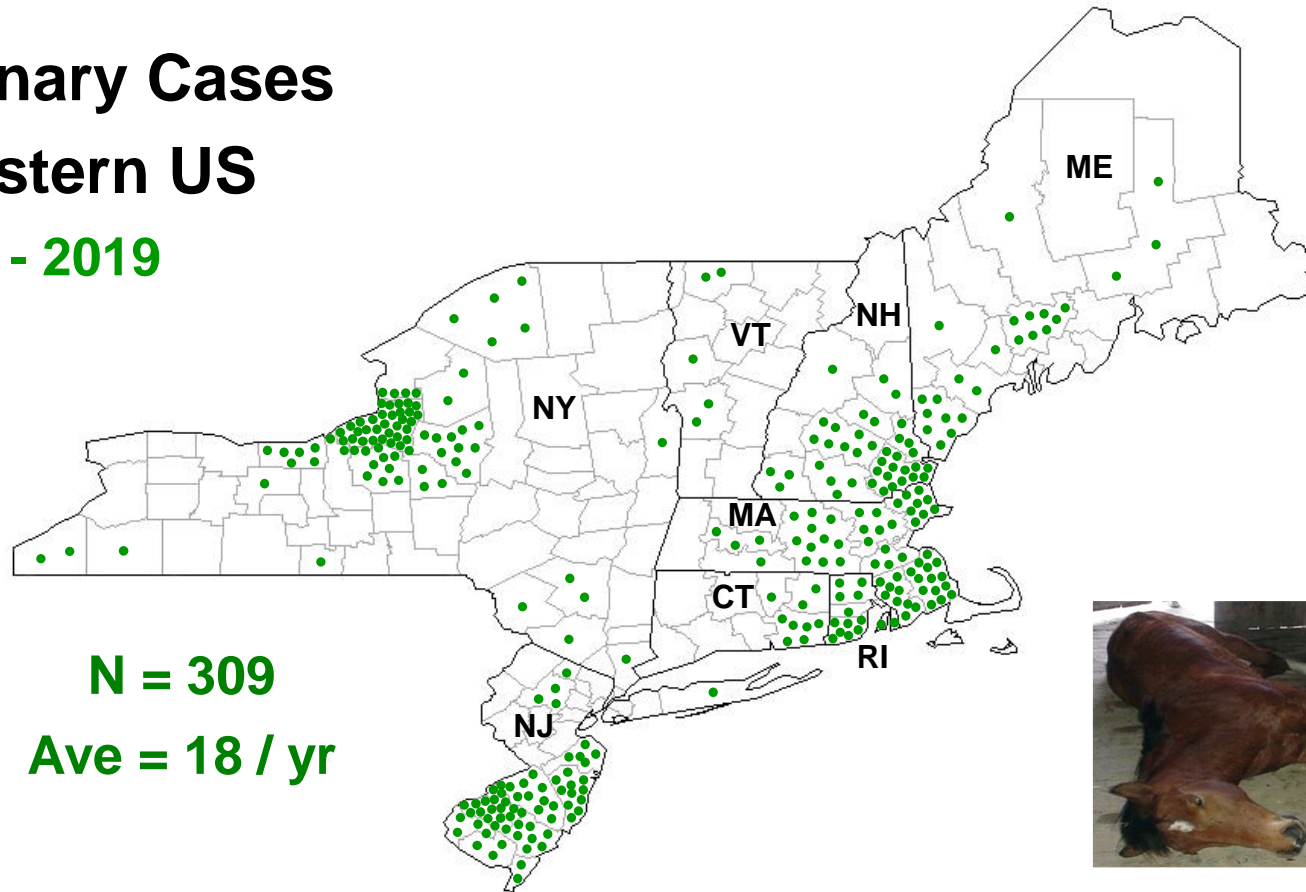 nary Cases
stern US
- 2019
ME
NH
VT
NY
MA
CT
RI
NJ
N = 309
Ave = 18 / yr